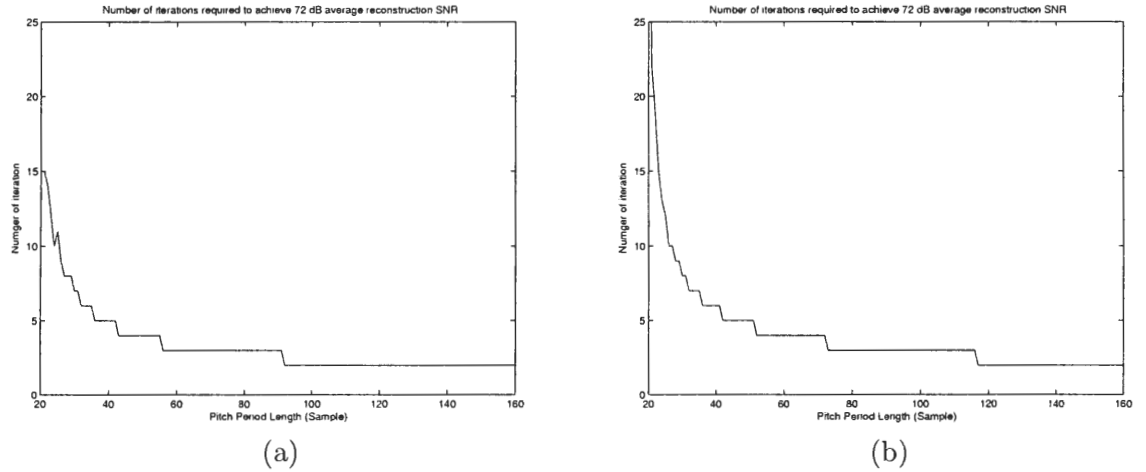 Number of iterations required to achieve 72 dB average reconstruction SNR
25
20
15
10
5
0
Numger of iteration
20 40 60 80 100 120 140 160
Pitch Period Length (Sample)
(a)
Number of iterations required to achieve 72 dB average reconstruction SNR
25
20
15
10
5
0
Numger of iteration
20 40 60 80 100 120 140 160
Pitch Period Length (Sample)
(b)